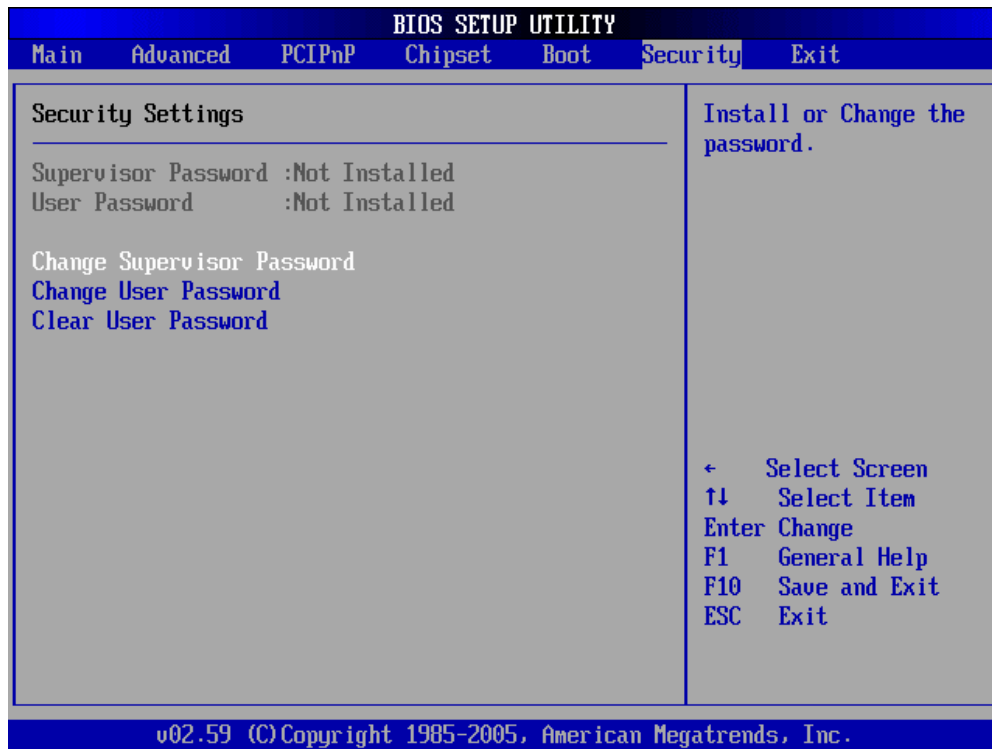 BIOS SETUP UTILITY
Main Advanced PCIPnP Chipset Boot Security Exit
Security Settings
Supervisor Password :Not Installed
User Password :Not Installed
Change Supervisor Password
Change User Password
Clear User Password
Install or Change the
password.
← Select Screen
↑↓ Select Item
Enter Change
F1 General Help
F10 Save and Exit
ESC Exit
v02.59 (C)Copyright 1985-2005, American Megatrends, Inc.